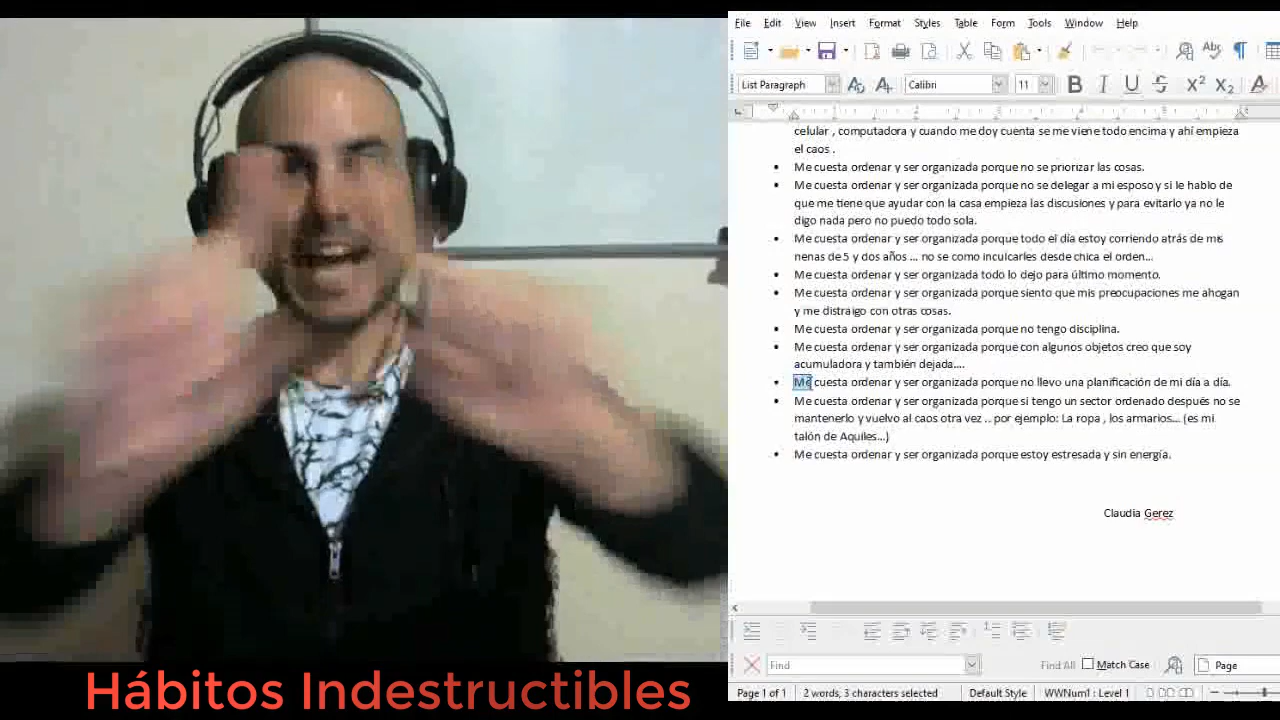 File Edit View Insert Format Styles Table Form Tools Window Help
List Paragraph Calibri 11
celular , computadora y cuando me doy cuenta se me viene todo encima y ahí empieza
el caos .
• Me cuesta ordenar y ser organizada porque no se priorizar las cosas.
• Me cuesta ordenar y ser organizada porque no se delegar a mi esposo y si le hablo de
que me tiene que ayudar con la casa empieza las discusiones y para evitarlo ya no le
digo nada pero no puedo todo sola.
• Me cuesta ordenar y ser organizada porque todo el día estoy corriendo atrás de mis
nenas de 5 y dos años ... no se como inculcarles desde chica el orden...
• Me cuesta ordenar y ser organizada todo lo dejo para último momento.
• Me cuesta ordenar y ser organizada porque siento que mis preocupaciones me ahogan
y me distraigo con otras cosas.
• Me cuesta ordenar y ser organizada porque no tengo disciplina.
• Me cuesta ordenar y ser organizada porque con algunos objetos creo que soy
acumuladora y también dejada....
• Me cuesta ordenar y ser organizada porque no llevo una planificación de mi día a día.
• Me cuesta ordenar y ser organizada porque si tengo un sector ordenado después no se
mantenerlo y vuelvo al caos otra vez .. por ejemplo: La ropa , los armarios... (es mi
talón de Aquiles...)
• Me cuesta ordenar y ser organizada porque estoy estresada y sin energía.
Claudia Gerez
Find Find All Match Case Page
Page 1 of 1 2 words, 3 characters selected Default Style WWNum1 : Level 1
Hábitos Indestructibles